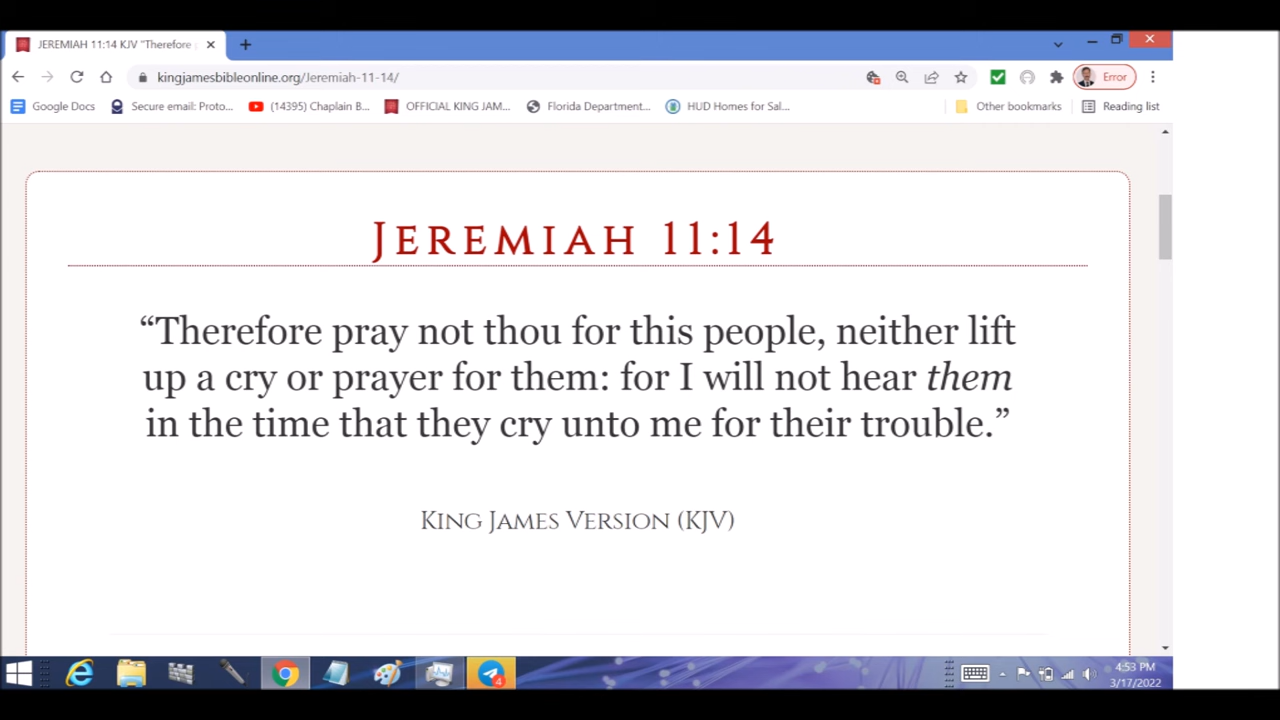 JEREMIAH 11:14 KJV "Therefore
kingjamesbibleonline.org/Jeremiah-11-14/
Error
Google Docs
Secure email: Proto...
(14395) Chaplain B...
OFFICIAL KING JAM...
Florida Department...
HUD Homes for Sal...
Other bookmarks
Reading list
JEREMIAH 11:14
“Therefore pray not thou for this people, neither lift
up a cry or prayer for them: for I will not hear them
in the time that they cry unto me for their trouble.”
KING JAMES VERSION (KJV)
4
4:53 PM
3/17/2022